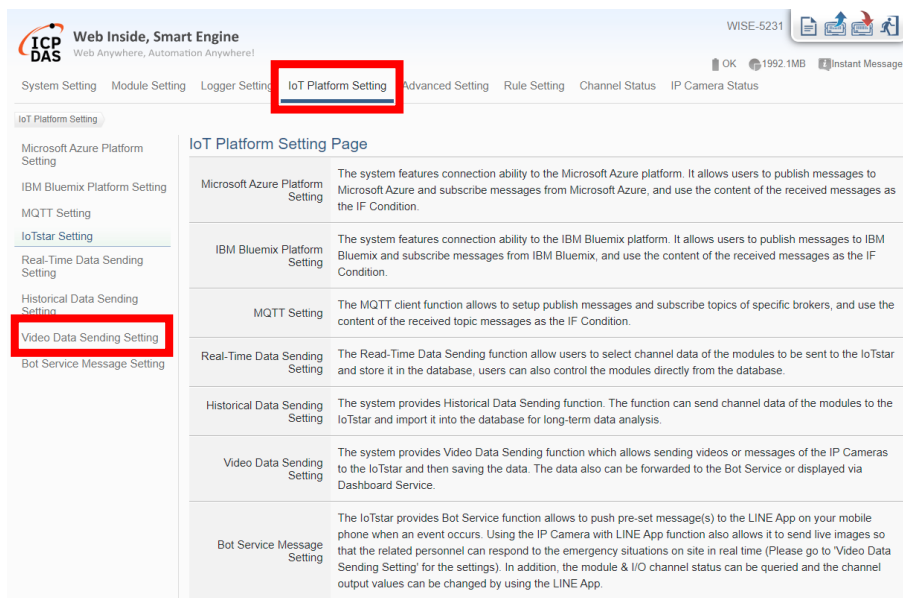 ICP
DAS
Web Inside, Smart Engine
Web Anywhere, Automation Anywhere!
WISE-5231
OK 1992.1MB Instant Message
System Setting Module Setting Logger Setting IoT Platform Setting Advanced Setting Rule Setting Channel Status IP Camera Status
IoT Platform Setting
Microsoft Azure Platform
Setting
IBM Bluemix Platform Setting
MQTT Setting
IoTstar Setting
Real-Time Data Sending
Setting
Historical Data Sending
Setting
Video Data Sending Setting
Bot Service Message Setting
IoT Platform Setting Page
Microsoft Azure Platform
Setting
The system features connection ability to the Microsoft Azure platform. It allows users to publish messages to
Microsoft Azure and subscribe messages from Microsoft Azure, and use the content of the received messages as
the IF Condition.
IBM Bluemix Platform
Setting
The system features connection ability to the IBM Bluemix platform. It allows users to publish messages to IBM
Bluemix and subscribe messages from IBM Bluemix, and use the content of the received messages as the IF
Condition.
MQTT Setting
The MQTT client function allows to setup publish messages and subscribe topics of specific brokers, and use the
content of the received topic messages as the IF Condition.
Real-Time Data Sending
Setting
The Read-Time Data Sending function allow users to select channel data of the modules to be sent to the IoTstar
and store it in the database, users can also control the modules directly from the database.
Historical Data Sending
Setting
The system provides Historical Data Sending function. The function can send channel data of the modules to the
IoTstar and import it into the database for long-term data analysis.
Video Data Sending
Setting
The system provides Video Data Sending function which allows sending videos or messages of the IP Cameras
to the IoTstar and then saving the data. The data also can be forwarded to the Bot Service or displayed via
Dashboard Service.
Bot Service Message
Setting
The IoTstar provides Bot Service function allows to push pre-set message(s) to the LINE App on your mobile
phone when an event occurs. Using the IP Camera with LINE App function also allows it to send live images so
that the related personnel can respond to the emergency situations on site in real time (Please go to 'Video Data
Sending Setting' for the settings). In addition, the module & I/O channel status can be queried and the channel
output values can be changed by using the LINE App.